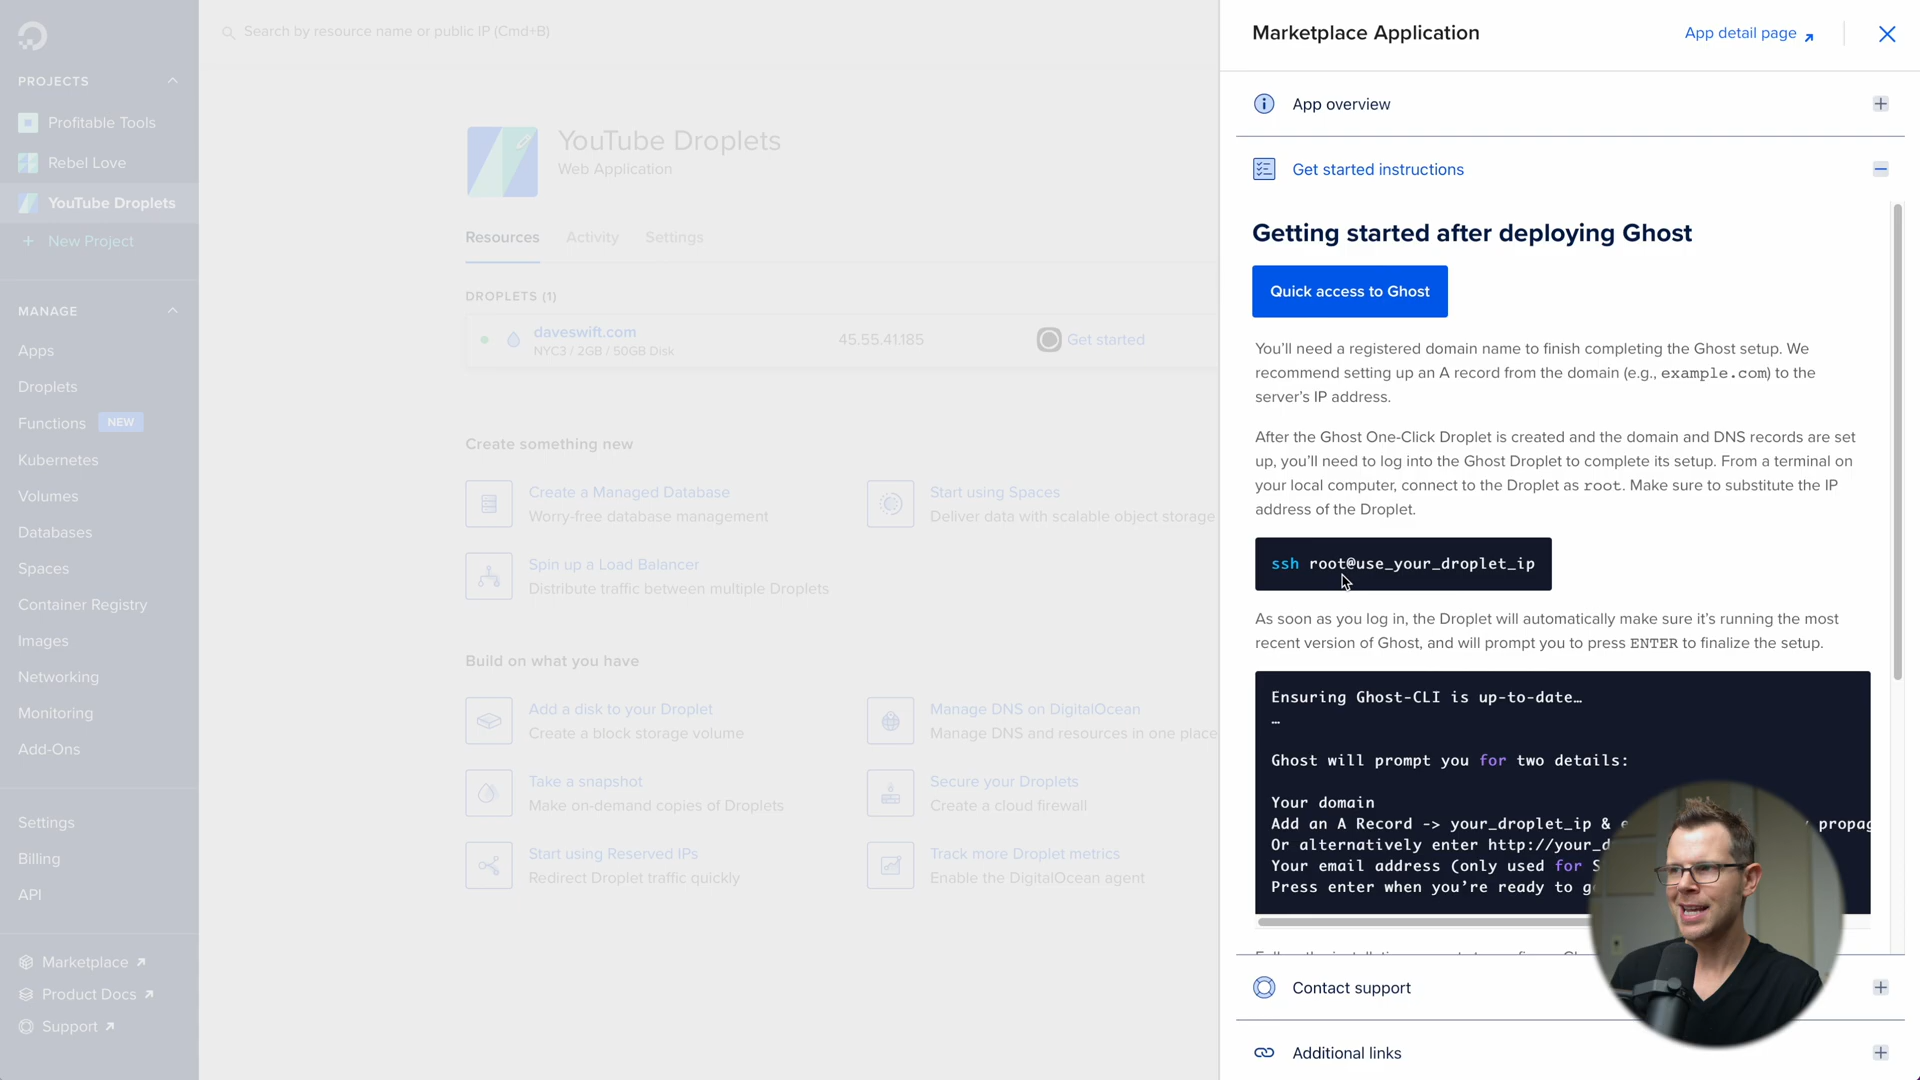 Search by resource name or public IP (Cmd+B)
PROJECTS
Profitable Tools
Rebel Love
YouTube Droplets
+ New Project
MANAGE
Apps
Droplets
Functions NEW
Kubernetes
Volumes
Databases
Spaces
Container Registry
Images
Networking
Monitoring
Add-Ons
Settings
Billing
API
Marketplace
Product Docs
Support
YouTube Droplets
Web Application
Resources Activity Settings
DROPLETS (1)
daveswift.com
NYC3 / 2GB / 50GB Disk
45.55.41.185
Get started
Create something new
Create a Managed Database
Worry-free database management
Start using Spaces
Deliver data with scalable object storage
Spin up a Load Balancer
Distribute traffic between multiple Droplets
Build on what you have
Add a disk to your Droplet
Create a block storage volume
Manage DNS on DigitalOcean
Manage DNS and resources in one place
Take a snapshot
Make on-demand copies of Droplets
Secure your Droplets
Create a cloud firewall
Start using Reserved IPs
Redirect Droplet traffic quickly
Track more Droplet metrics
Enable the DigitalOcean agent
Marketplace Application
App detail page
App overview
Get started instructions
Getting started after deploying Ghost
Quick access to Ghost
You’ll need a registered domain name to finish completing the Ghost setup. We
recommend setting up an A record from the domain (e.g., example.com) to the
server’s IP address.
After the Ghost One-Click Droplet is created and the domain and DNS records are set
up, you’ll need to log into the Ghost Droplet to complete its setup. From a terminal on
your local computer, connect to the Droplet as root. Make sure to substitute the IP
address of the Droplet.
ssh root@use_your_droplet_ip
As soon as you log in, the Droplet will automatically make sure it’s running the most
recent version of Ghost, and will prompt you to press ENTER to finalize the setup.
Ensuring Ghost-CLI is up-to-date…
…
Ghost will prompt you for two details:
Your domain
Add an A Record -> your_droplet_ip & propag
Or alternatively enter http://your_d
Your email address (only used for S
Press enter when you’re ready to g
Contact support
Additional links